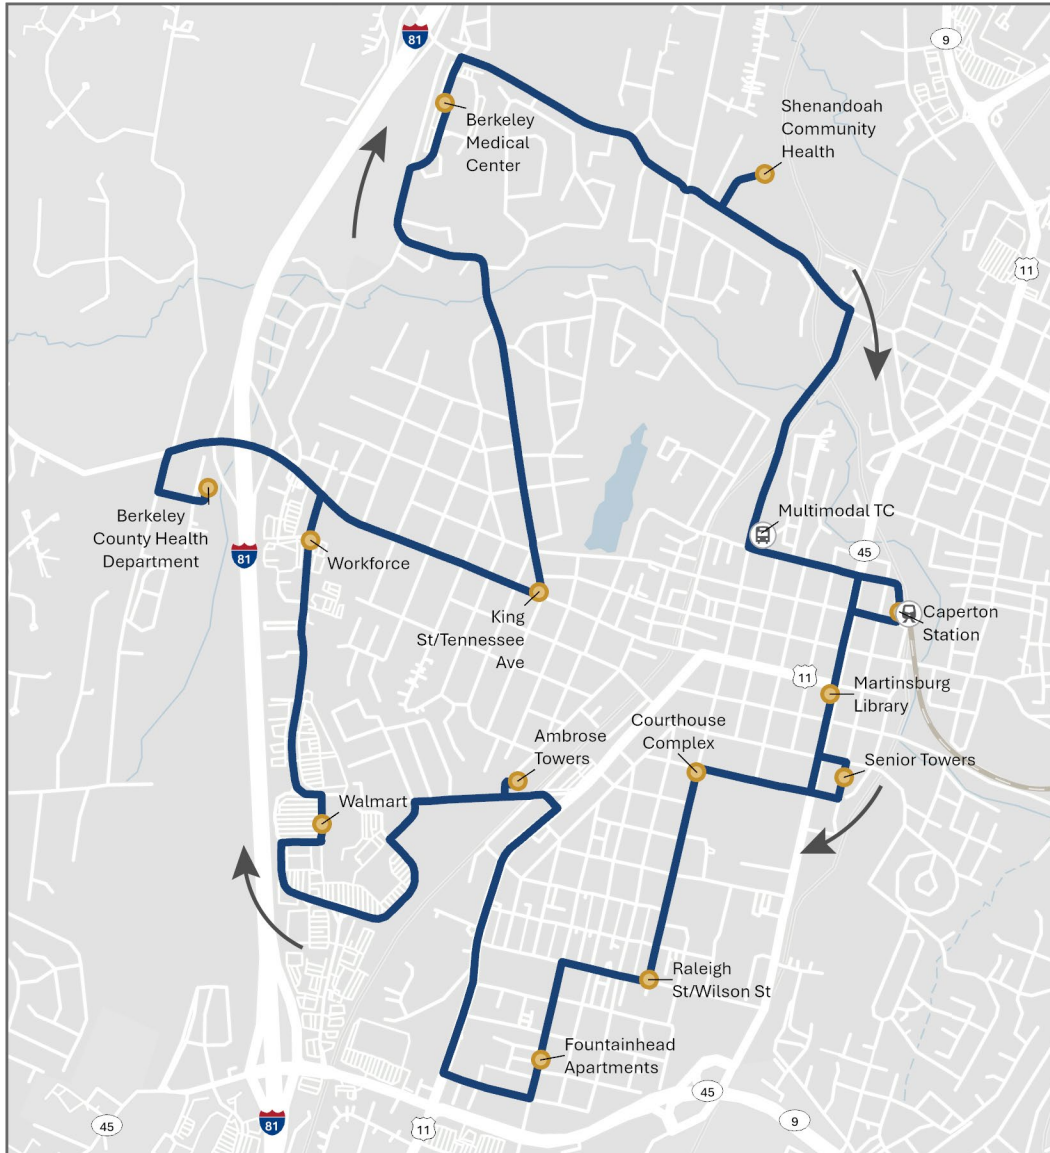 81
9
Berkeley
Medical
Center
Shenandoah
Community
Health
11
Berkeley
County Health
Department
81
Workforce
Multimodal TC
45
King
St/Tennessee
Ave
Caperton
Station
11
Martinsburg
Library
Courthouse
Complex
Ambrose
Towers
Senior Towers
Walmart
Raleigh
St/Wilson St
Fountainhead
Apartments
45
81
11
45
9